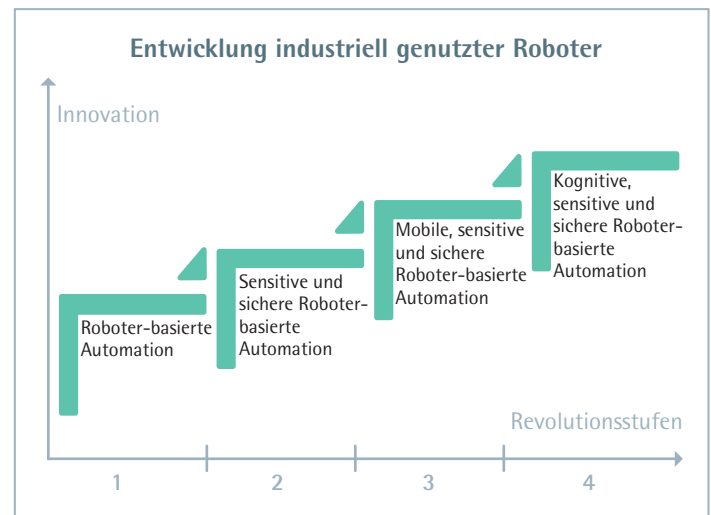 Entwicklung industriell genutzter Roboter
Innovation
Roboter-basierte
Automation
Sensitive und
sichere Roboter-
basierte
Automation
Mobile, sensitive
und sichere
Roboter-basierte
Automation
Kognitive,
sensitive und
sichere Roboter-
basierte
Automation
Revolutionsstufen
1 2 3 4